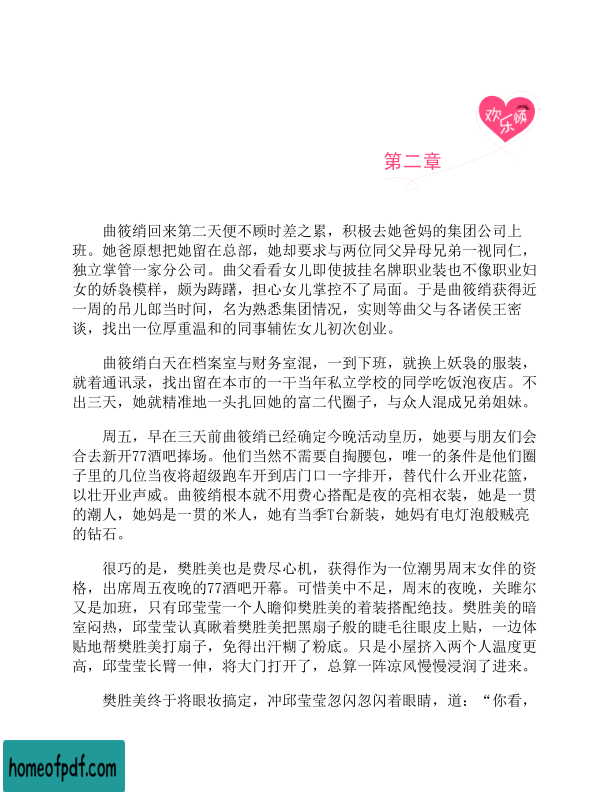 欢乐颂
第二章
曲筱绡回来第二天便不顾时差之累，积极去她爸妈的集团公司上
班。她爸原想把她留在总部，她却要求与两位同父异母兄弟一视同仁，
独立掌管一家分公司。曲父看看女儿即使披挂名牌职业装也不像职业妇
女的娇袅模样，颇为踌躇，担心女儿掌控不了局面。于是曲筱绡获得近
一周的吊儿郎当时间，名为熟悉集团情况，实则等曲父与各诸侯王密
谈，找出一位厚重温和的同事辅佐女儿初次创业。
曲筱绡白天在档案室与财务室混，一到下班，就换上妖袅的服装，
就着通讯录，找出留在本市的一干当年私立学校的同学吃饭泡夜店。不
出三天，她就精准地一头扎回她的富二代圈子，与众人混成兄弟姐妹。
周五，早在三天前曲筱绡已经确定今晚活动皇历，她要与朋友们会
合去新开77酒吧捧场。他们当然不需要自掏腰包，唯一的条件是他们圈
子里的几位当夜将超级跑车开到店门口一字排开，替代什么开业花篮，
以壮开业声威。曲筱绡根本就不用费心搭配是夜的亮相衣装，她是一贯
的潮人，她妈是一贯的米人，她有当季T台新装，她妈有电灯泡般贼亮
的钻石。
很巧的是，樊胜美也是费尽心机，获得作为一位潮男周末女伴的资
格，出席周五夜晚的77酒吧开幕。可惜美中不足，周末的夜晚，关雎尔
又是加班，只有邱莹莹一个人瞻仰樊胜美的着装搭配绝技。樊胜美的暗
室闷热，邱莹莹认真瞅着樊胜美把黑扇子般的睫毛往眼皮上贴，一边体
贴地帮樊胜美打扇子，免得出汗糊了粉底。只是小屋挤入两个人温度更
高，邱莹莹长臂一伸，将大门打开了，总算一阵凉风慢慢浸润了进来。
樊胜美终于将眼妆搞定，冲邱莹莹忽闪忽闪着眼睛，道：“你看，
homeofpdf.com